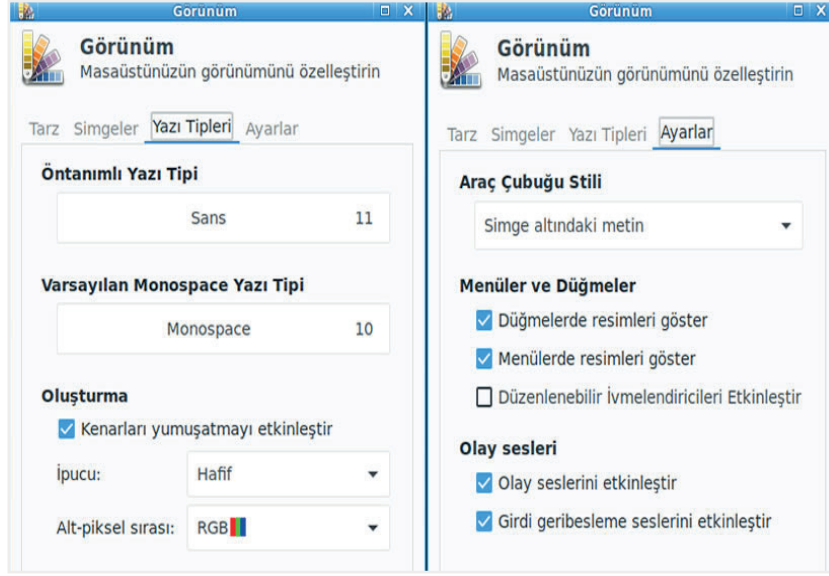 Görünüm
Görünüm
Masaüstünüzün görünümünü özelleştirin
Tarz Simgeler Yazı Tipleri Ayarlar
Öntanımlı Yazı Tipi
Sans 11
Varsayılan Monospace Yazı Tipi
Monospace 10
Oluşturma
Kenarları yumuşatmayı etkinleştir
İpucu: Hafif
Alt-piksel sırası: RGB
Görünüm
Görünüm
Masaüstünüzün görünümünü özelleştirin
Tarz Simgeler Yazı Tipleri Ayarlar
Araç Çubuğu Stili
Simge altındaki metin
Menüler ve Düğmeler
Düğmelerde resimleri göster
Menülerde resimleri göster
Düzenlenebilir İvmelendiricileri Etkinleştir
Olay sesleri
Olay seslerini etkinleştir
Girdi geribesleme seslerini etkinleştir